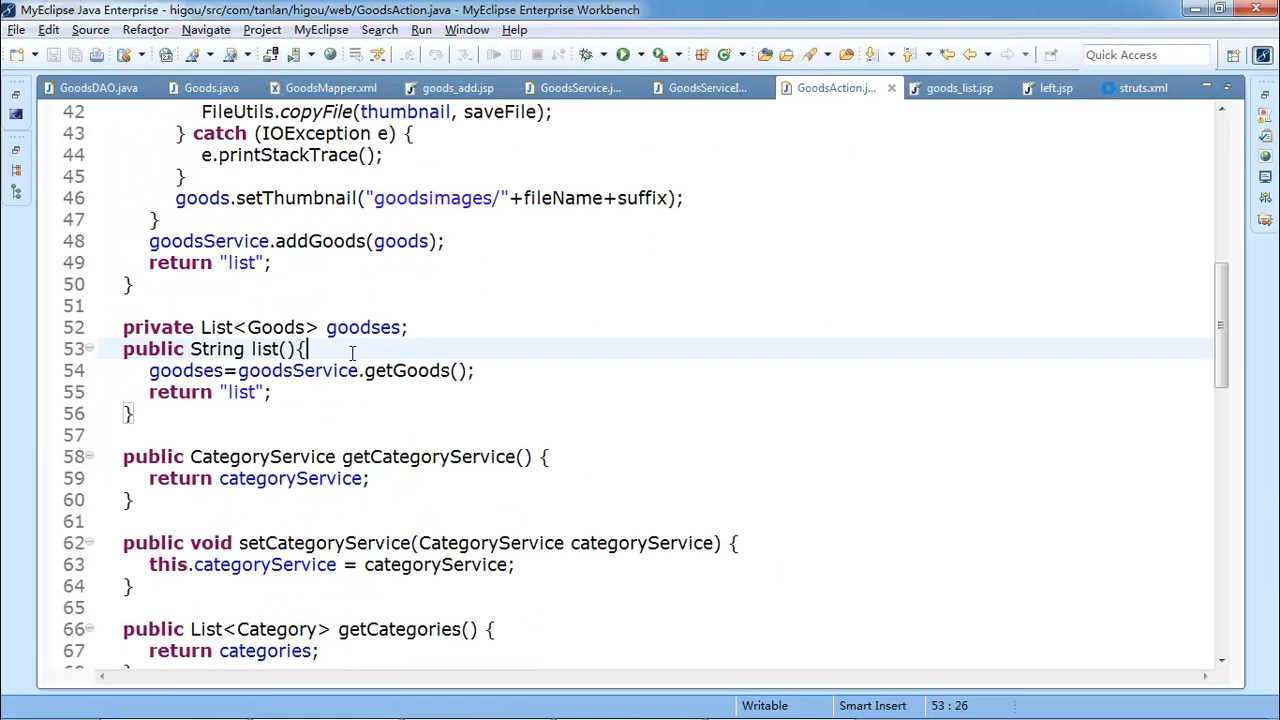 MyEclipse Java Enterprise - higou/src/com/tanlan/higou/web/GoodsAction.java - MyEclipse Enterprise Workbench
File Edit Source Refactor Navigate Project MyEclipse Search Run Window Help
Quick Access
GoodsDAO.java Goods.java GoodsMapper.xml goods_add.jsp GoodsService.j... GoodsServiceI... GoodsAction.j... goods_list.jsp left.jsp struts.xml
42 FileUtils.copyFile(thumbnail, saveFile);
43 } catch (IOException e) {
44 e.printStackTrace();
45 }
46 goods.setThumbnail("goodsimages/"+fileName+suffix);
47 }
48 goodsService.addGoods(goods);
49 return "list";
50 }
51
52 private List<Goods> goodses;
53 public String list(){
54 goodses=goodsService.getGoods();
55 return "list";
56 }
57
58 public CategoryService getCategoryService() {
59 return categoryService;
60 }
61
62 public void setCategoryService(CategoryService categoryService) {
63 this.categoryService = categoryService;
64 }
65
66 public List<Category> getCategories() {
67 return categories;
68 }
Writable Smart Insert 53 : 26